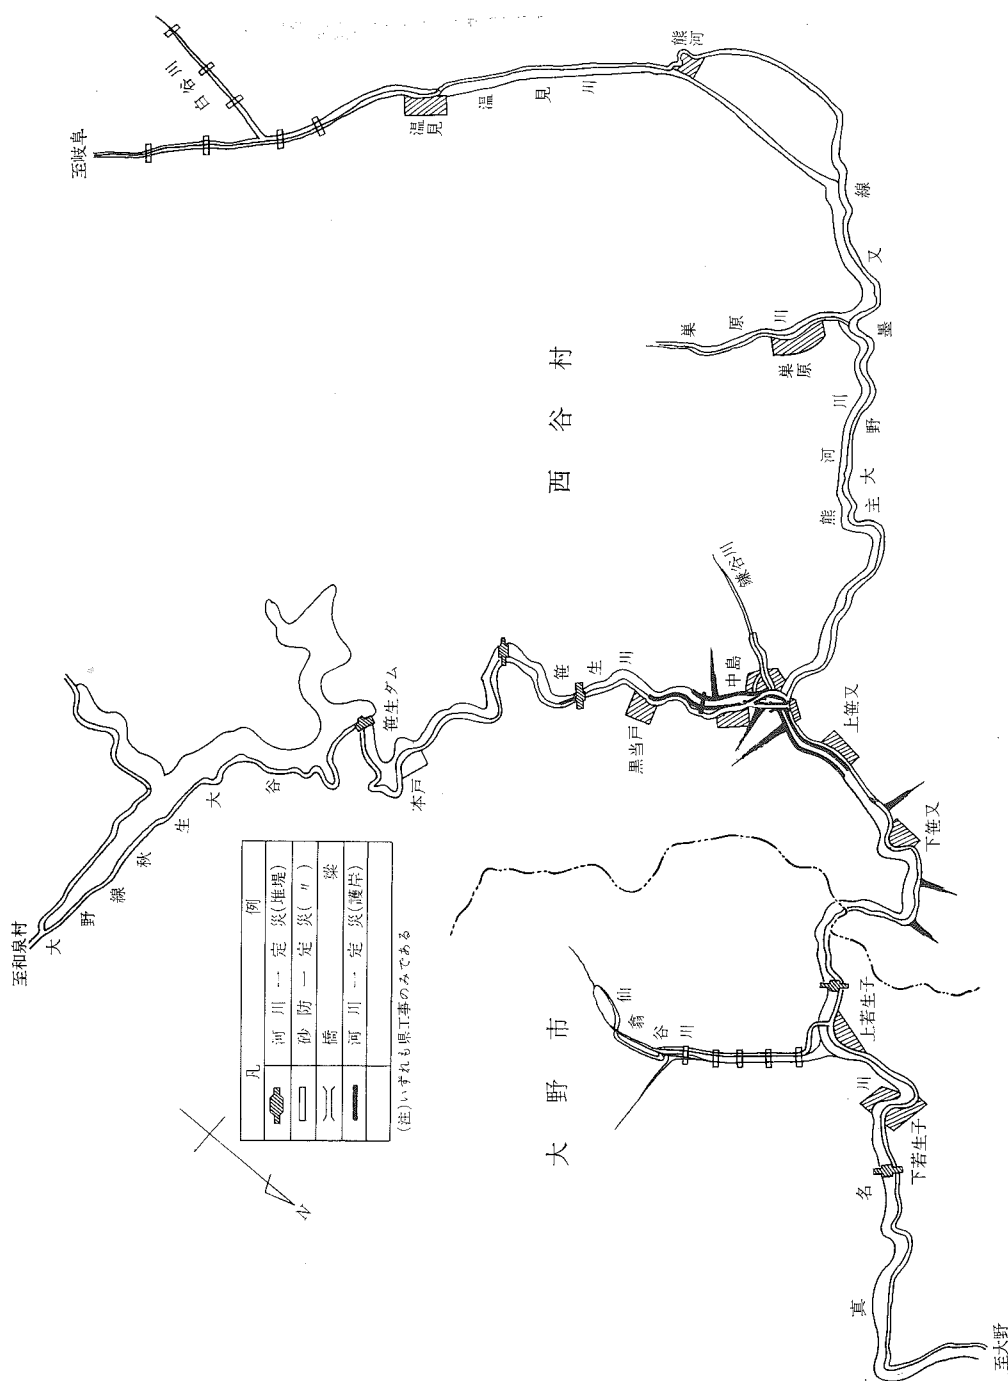 至岐阜
白谷川
温見
温見川
熊河
巣原川
巣原
西谷村
熊河川
主大野墨又線
至和泉村
大野線
秋生
大谷
笹生ダム
本戸
笹生川
黒当戸
中島
上笹又
下笹又
凡例
河川一定災(堆堤)
砂防一定災(〃)
橋梁
河川一定災(護岸)
(注)いずれも県工事のみである
N
大野市
仙翁谷川
上若生子
下若生子
真名川
至大野